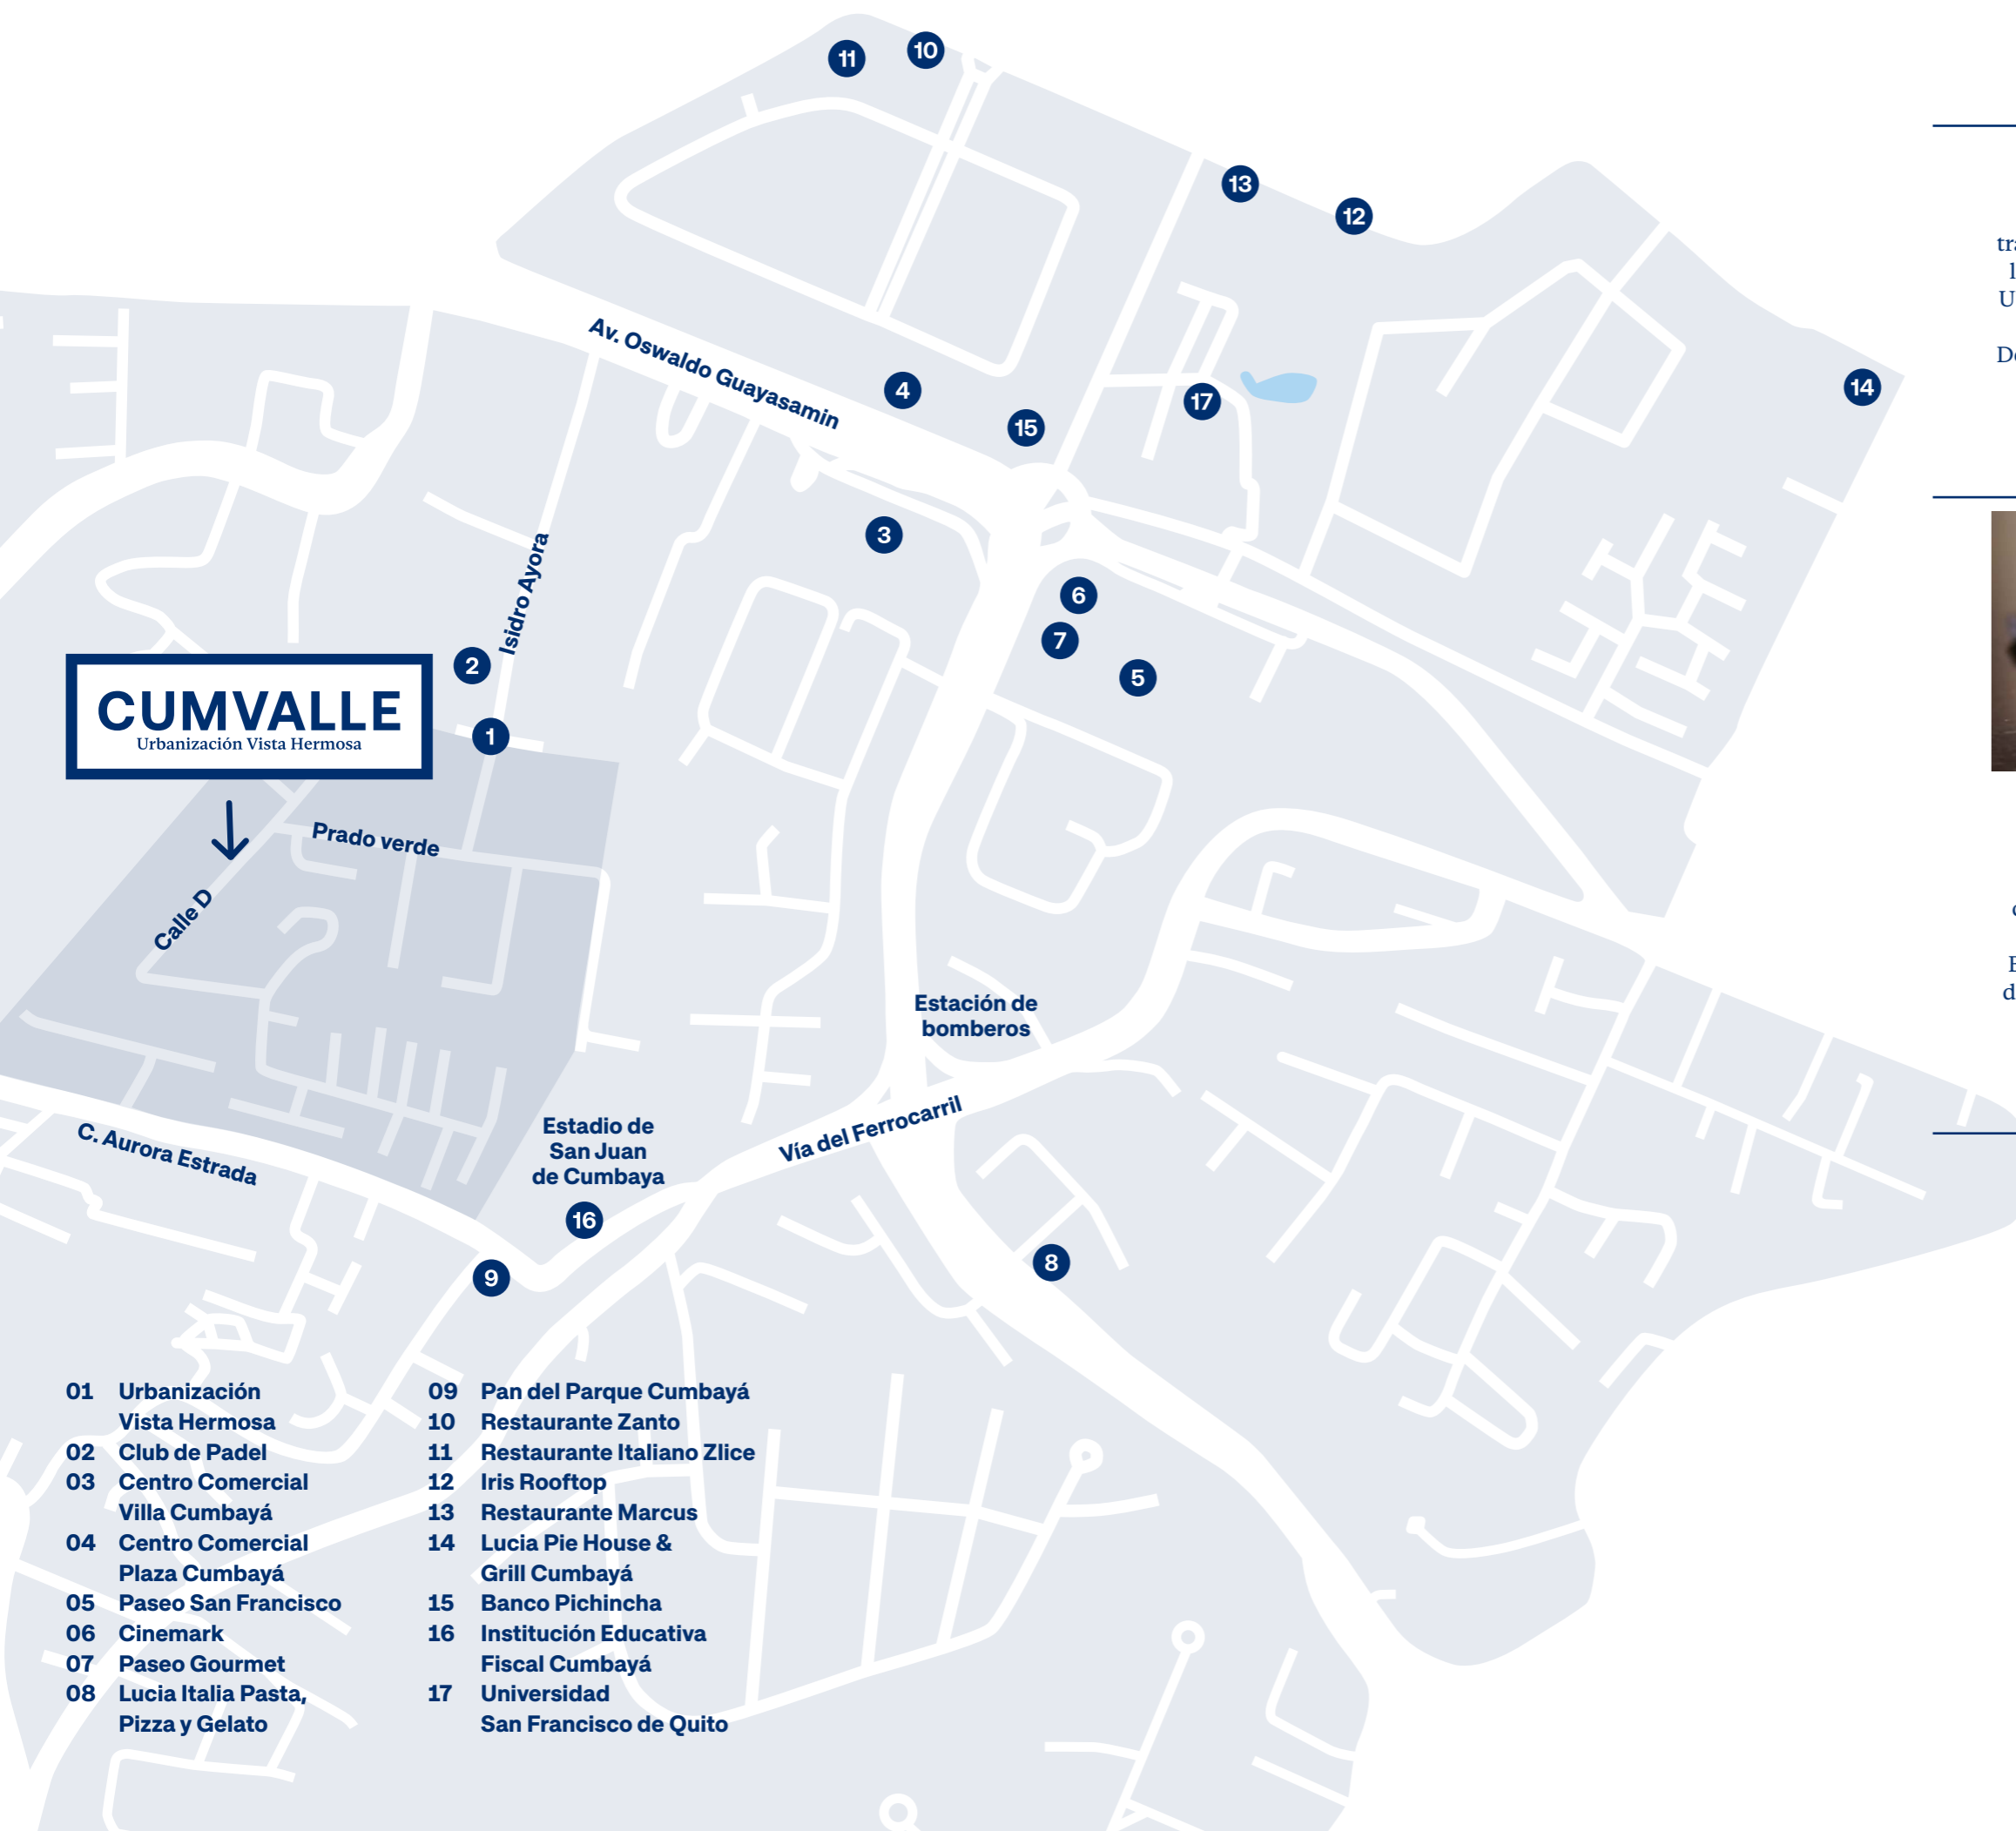 11
10
13
12
Av. Oswaldo Guayasamin
4
15
17
14
3
Isidro Ayora
6
7
5
2
CUMVALLE
Urbanización Vista Hermosa
1
Prado verde
Calle D
Estación de
bomberos
C. Aurora Estrada
Estadio de
San Juan
de Cumbaya
Vía del Ferrocarril
16
9
8
01 Urbanización
Vista Hermosa
02 Club de Padel
03 Centro Comercial
Villa Cumbayá
04 Centro Comercial
Plaza Cumbayá
05 Paseo San Francisco
06 Cinemark
07 Paseo Gourmet
08 Lucia Italia Pasta,
Pizza y Gelato
09 Pan del Parque Cumbayá
10 Restaurante Zanto
11 Restaurante Italiano Zlice
12 Iris Rooftop
13 Restaurante Marcus
14 Lucia Pie House &
Grill Cumbayá
15 Banco Pichincha
16 Institución Educativa
Fiscal Cumbayá
17 Universidad
San Francisco de Quito